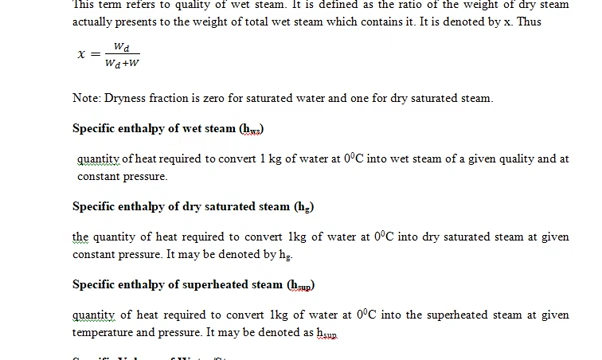 This term refers to quality of wet steam. It is defined as the ratio of the weight of dry steam
actually presents to the weight of total wet steam which contains it. It is denoted by x. Thus
x = Wd / Wd+W
Note: Dryness fraction is zero for saturated water and one for dry saturated steam.
Specific enthalpy of wet steam (hws)
quantity of heat required to convert 1 kg of water at 0⁰C into wet steam of a given quality and at
constant pressure.
Specific enthalpy of dry saturated steam (hg)
the quantity of heat required to convert 1kg of water at 0⁰C into dry saturated steam at given
constant pressure. It may be denoted by hg.
Specific enthalpy of superheated steam (hsup)
quantity of heat required to convert 1kg of water at 0⁰C into the superheated steam at given
temperature and pressure. It may be denoted as hsup